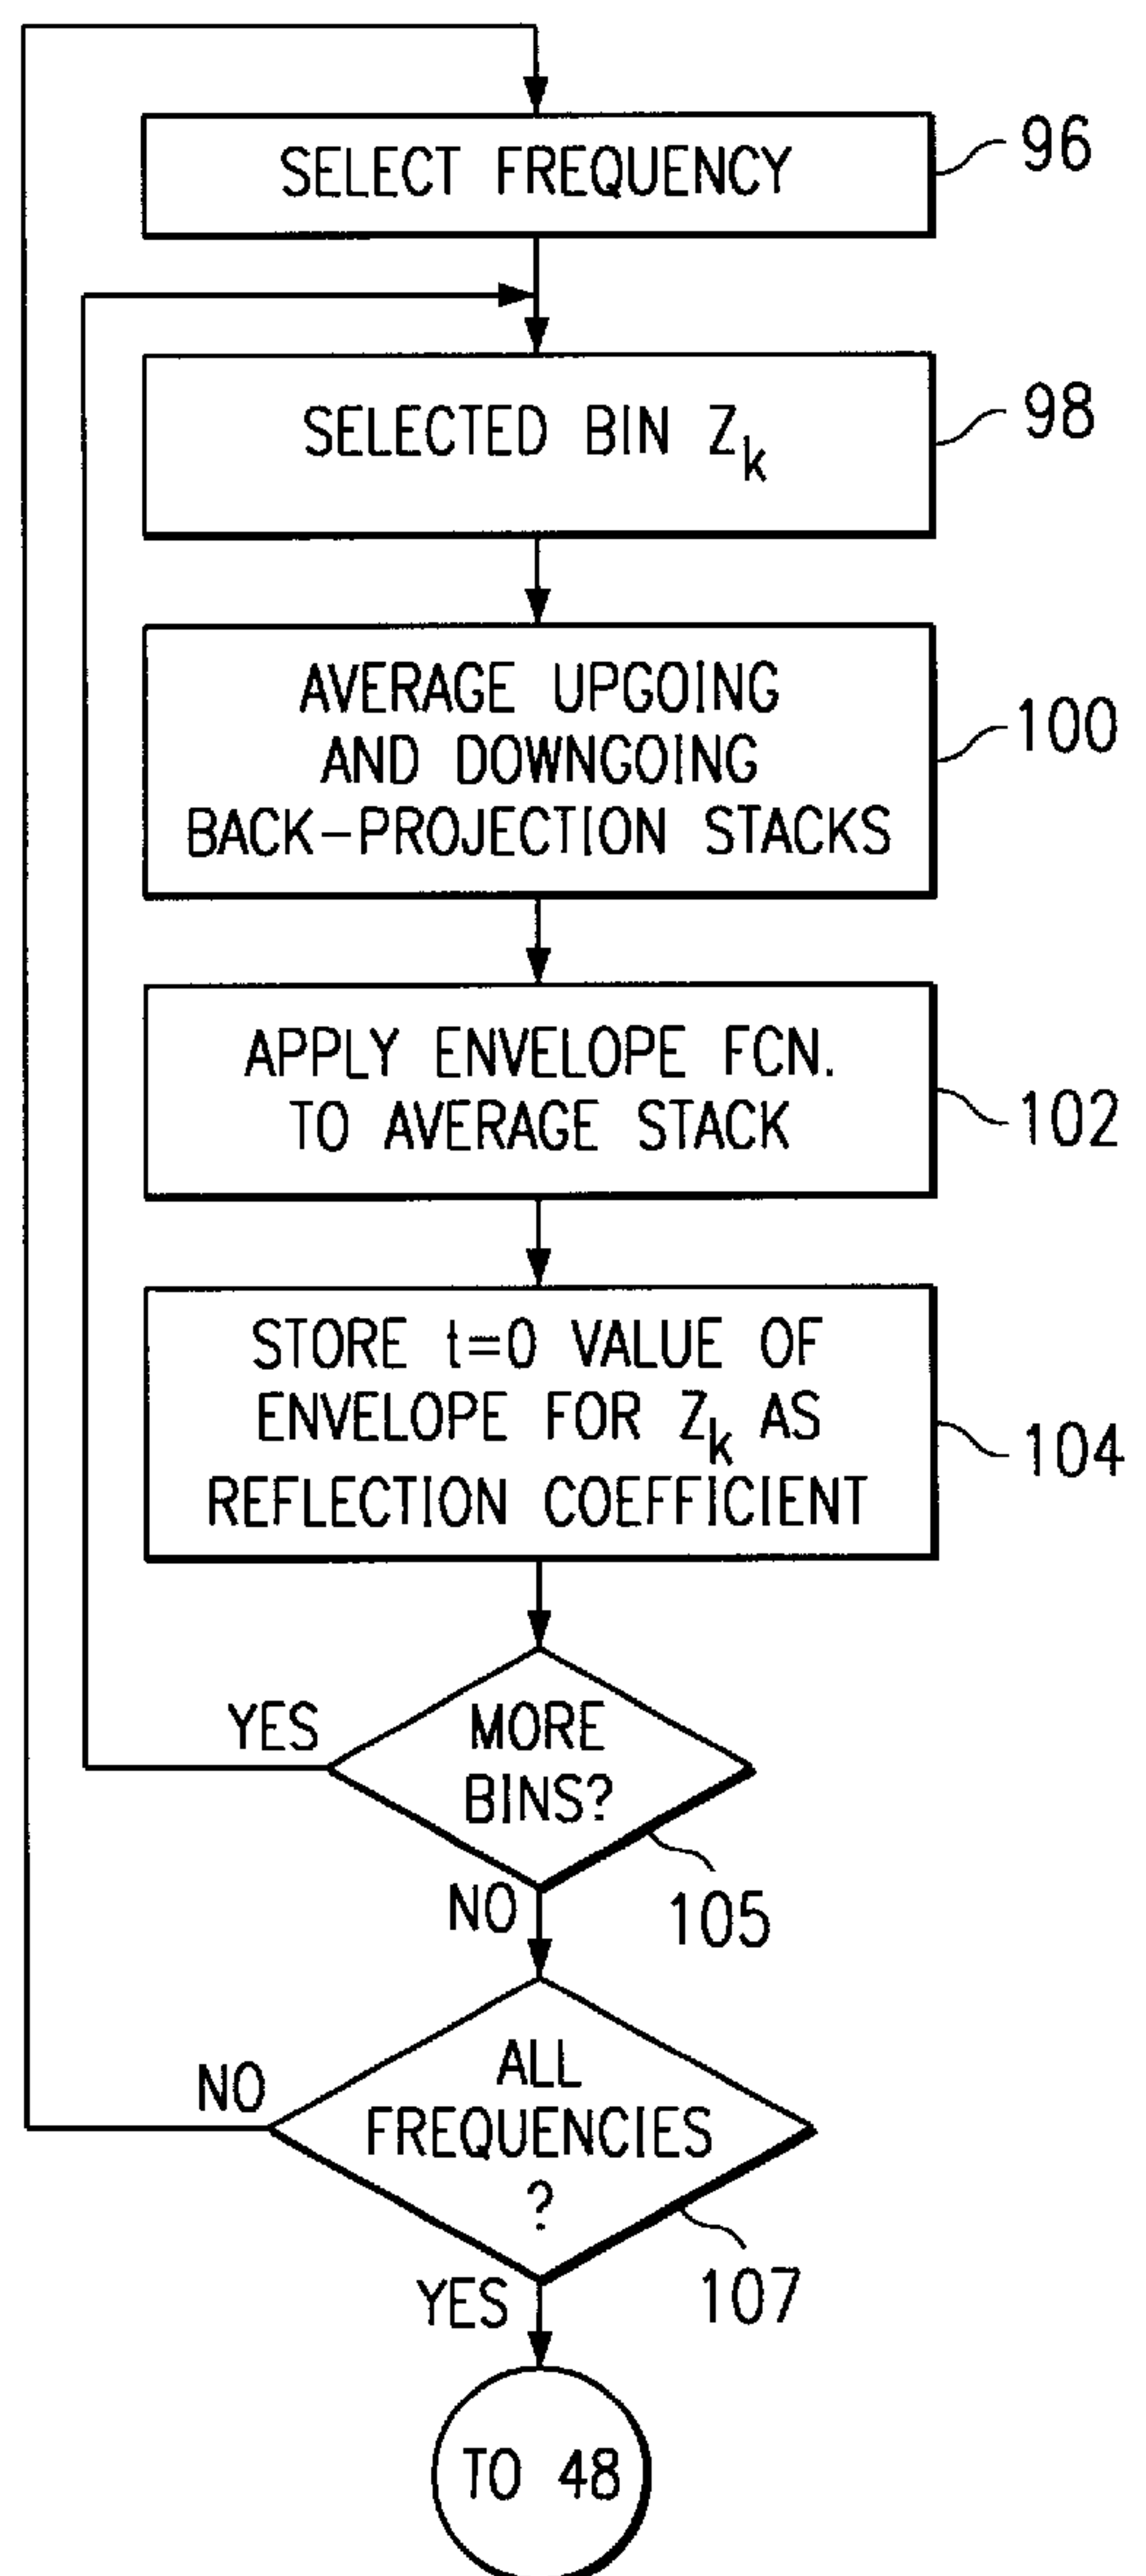 SELECT FREQUENCY
96
SELECTED BIN Zk
98
AVERAGE UPGOING
AND DOWNGOING
BACK-PROJECTION STACKS
100
APPLY ENVELOPE FCN.
TO AVERAGE STACK
102
STORE t=0 VALUE OF
ENVELOPE FOR Zk AS
REFLECTION COEFFICIENT
104
YES
MORE
BINS?
NO
105
NO
ALL
FREQUENCIES
?
YES
107
TO 48